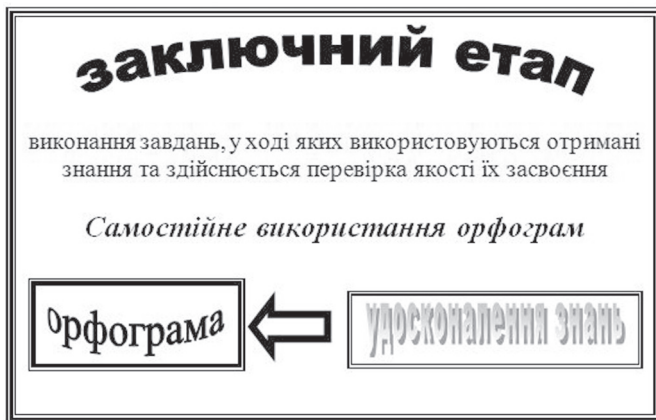 заключний етап
виконання завдань, у ході яких використовуються отримані
знання та здійснюється перевірка якості їх засвоєння
Самостійне використання орфограм
орфограма
удосконалення знань